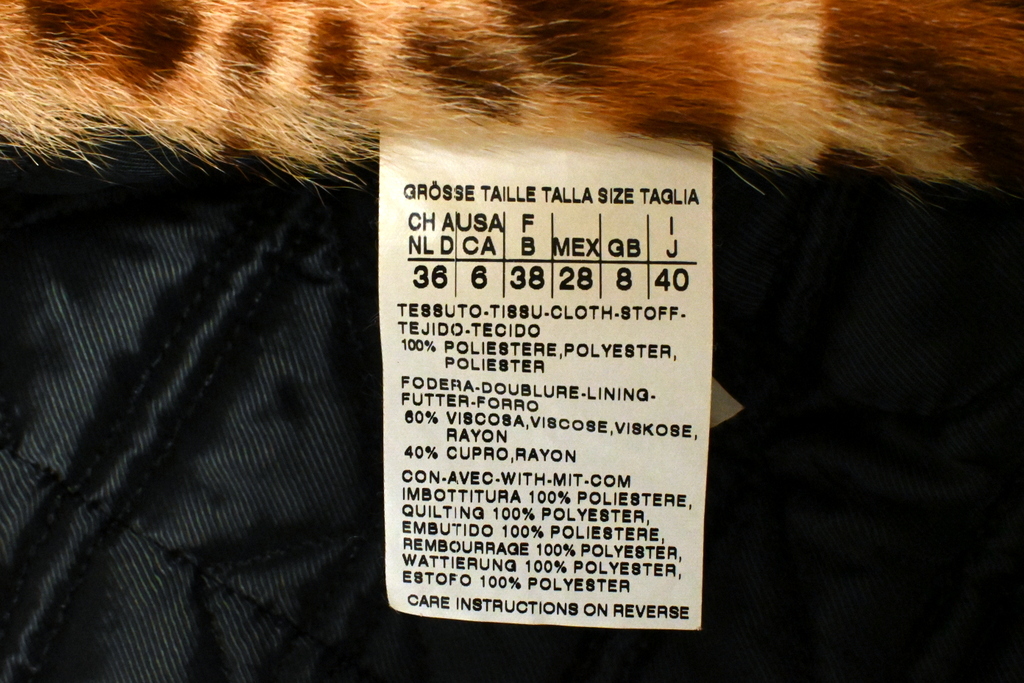 GRÖSSE TAILLE TALLA SIZE TAGLIA
CH A USA F I
NL D CA B MEX GB J
36 6 38 28 8 40
TESSUTO-TISSU-CLOTH-STOFF-
TEJIDO-TECIDO
100% POLIESTERE,POLYESTER,
POLIESTER
FODERA-DOUBLURE-LINING-
FUTTER-FORRO
60% VISCOSA,VISCOSE,VISKOSE,
RAYON
40% CUPRO,RAYON
CON-AVEC-WITH-MIT-COM
IMBOTTITURA 100% POLIESTERE,
QUILTING 100% POLYESTER,
EMBUTIDO 100% POLIESTERE,
REMBOURRAGE 100% POLYESTER,
WATTIERUNG 100% POLYESTER,
ESTOFO 100% POLYESTER
CARE INSTRUCTIONS ON REVERSE